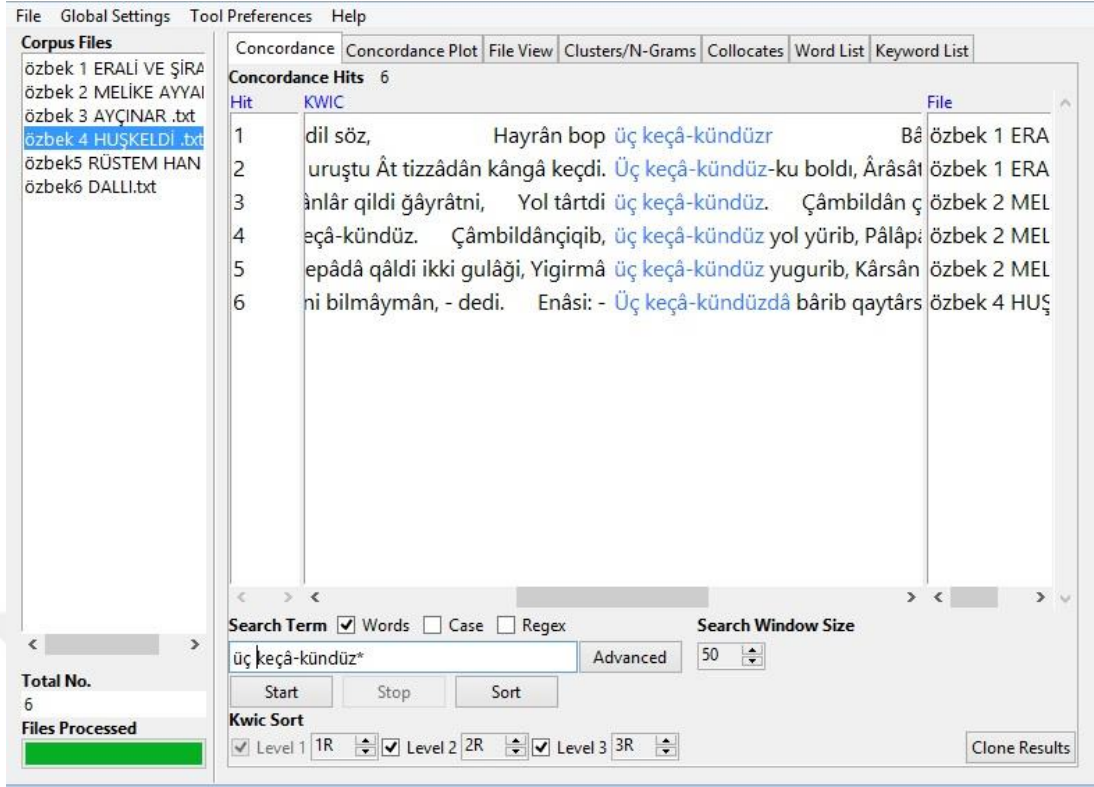 File Global Settings Tool Preferences Help
Corpus Files
özbek 1 ERALİ VE ŞİRA
özbek 2 MELİKE AYYAI
özbek 3 AYÇINAR .txt
özbek 4 HUŞKELDİ .txt
özbek5 RÜSTEM HAN
özbek6 DALLI.txt
Total No.
6
Files Processed
Concordance Concordance Plot File View Clusters/N-Grams Collocates Word List Keyword List
Concordance Hits 6
Hit KWIC File
1 dil söz, Hayrân bop üç keçâ-kündüzr Bâ özbek 1 ERA
2 uruştu Ât tizzâdân kângâ keçdi. Üç keçâ-kündüz-ku boldı, Ârâsât özbek 1 ERA
3 ânlâr qildi ğâyrâtni, Yol târtdi üç keçâ-kündüz. Çâmbildân ç özbek 2 MEL
4 eçâ-kündüz. Çâmbildânçiqib, üç keçâ-kündüz yol yürib, Pâlâpâ özbek 2 MEL
5 epâdâ qâldi ikki gulâği, Yigirmâ üç keçâ-kündüz yugurib, Kârsân özbek 2 MEL
6 ni bilmâymân, - dedi. Enâsi: - Üç keçâ-kündüzdâ bârib qaytârs özbek 4 HUŞ
Search Term Words Case Regex Search Window Size
üç keçâ-kündüz* Advanced 50
Start Stop Sort
Kwic Sort
Level 1 1R Level 2 2R Level 3 3R Clone Results